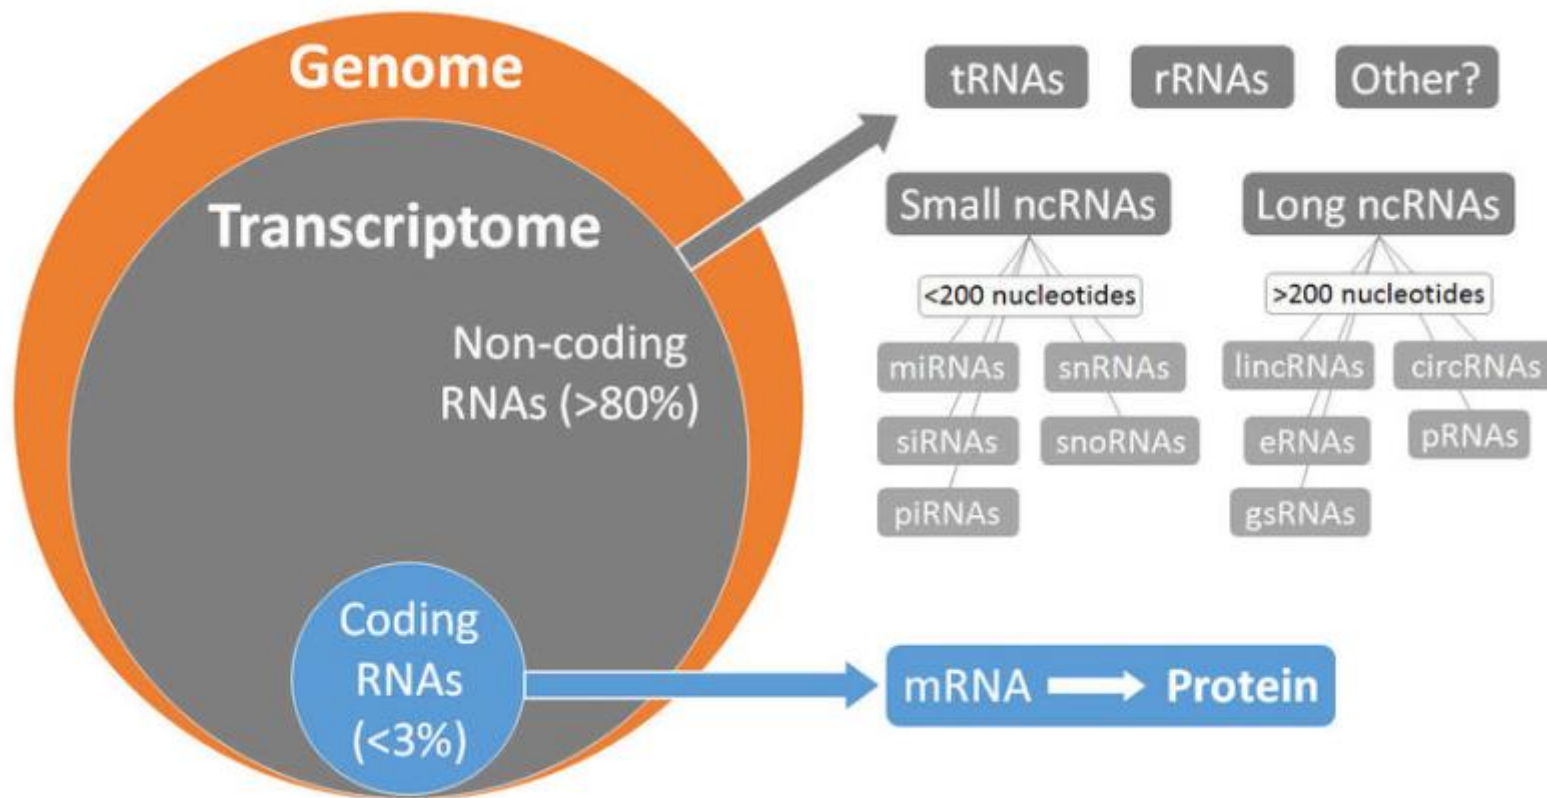 Genome
Transcriptome
Non-coding
RNAs (>80%)
Coding
RNAs
(<3%)
tRNAs rRNAs Other?
Small ncRNAs Long ncRNAs
<200 nucleotides >200 nucleotides
miRNAs snRNAs lincRNAs circRNAs
siRNAs snoRNAs eRNAs pRNAs
piRNAs gsRNAs
mRNA Protein